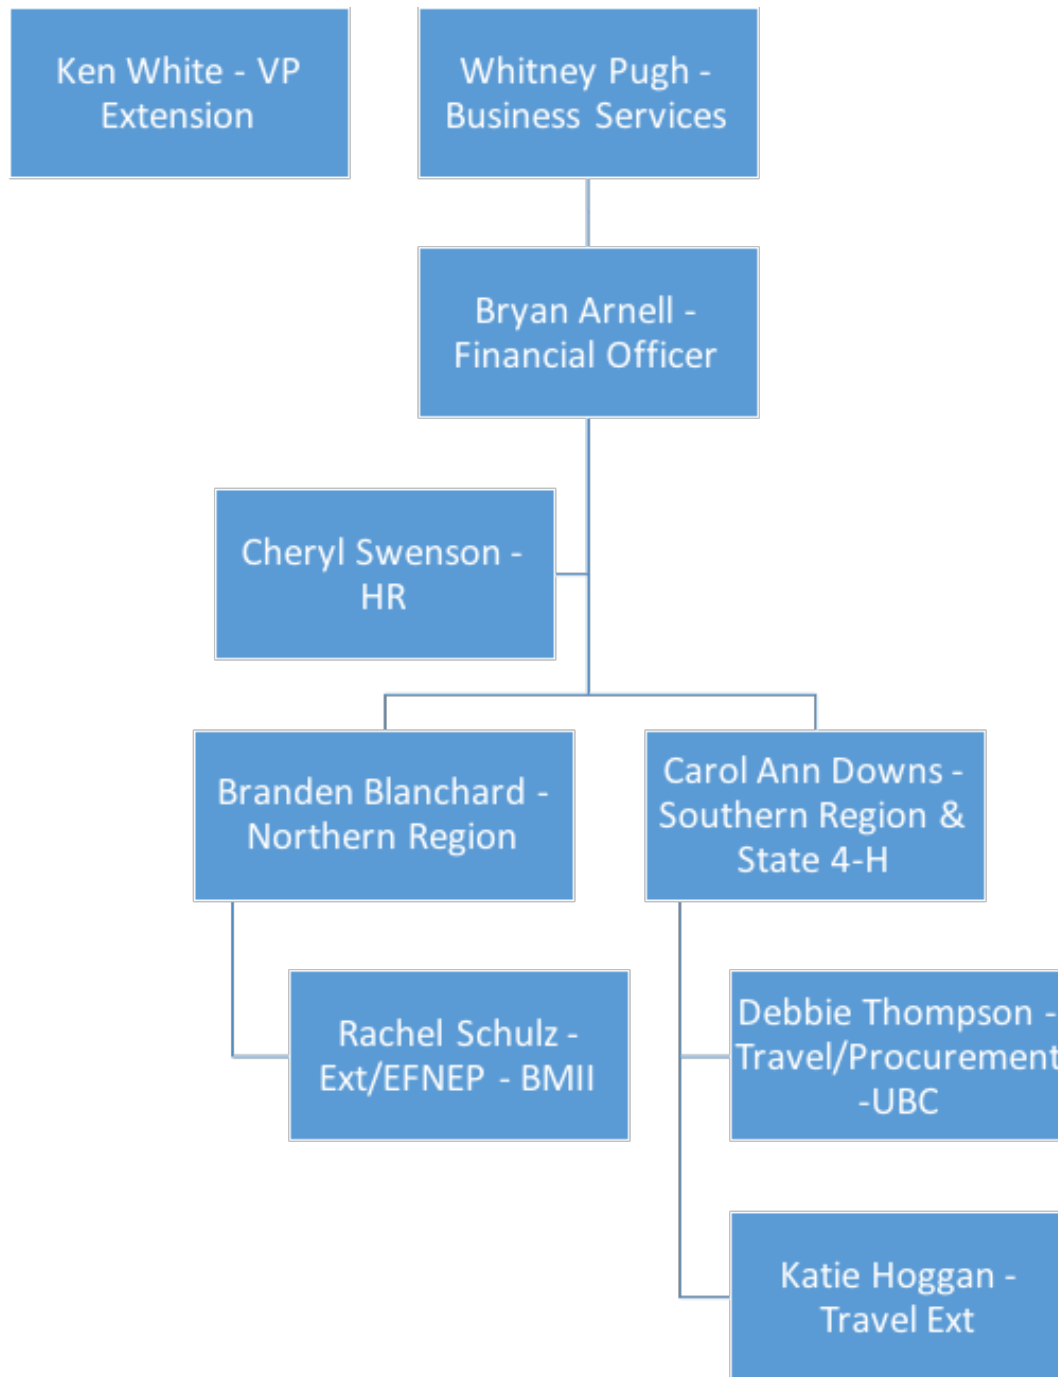 Ken White - VP
Extension
Whitney Pugh -
Business Services
Bryan Arnell -
Financial Officer
Cheryl Swenson -
HR
Branden Blanchard -
Northern Region
Carol Ann Downs -
Southern Region &
State 4-H
Rachel Schulz -
Ext/EFNEP - BMII
Debbie Thompson -
Travel/Procurement
-UBC
Katie Hoggan -
Travel Ext